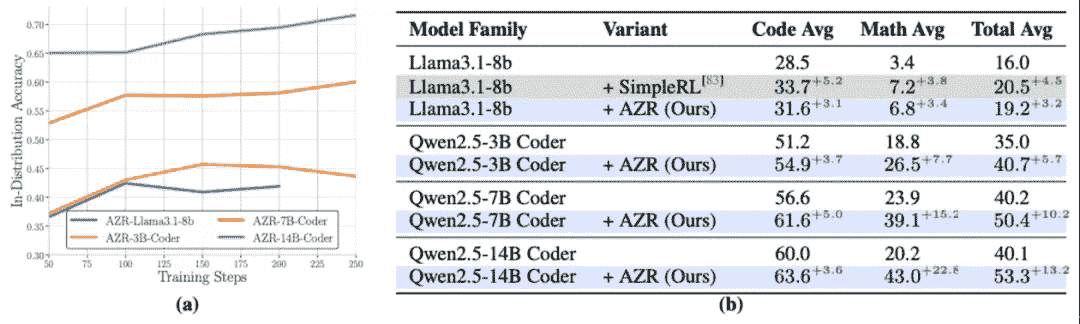 In-Distribution Accuracy
0.70
0.65
0.60
0.55
0.50
0.45
0.40
0.35
0.30
AZR-Llama3.1-8b AZR-7B-Coder
AZR-3B-Coder AZR-14B-Coder
50 75 100 125 150 175 200 225 250
Training Steps
(a)
Model Family Variant Code Avg Math Avg Total Avg
Llama3.1-8b 28.5 3.4 16.0
Llama3.1-8b + SimpleRL[83] 33.7+5.2 7.2+3.8 20.5+4.5
Llama3.1-8b + AZR (Ours) 31.6+3.1 6.8+3.4 19.2+3.2
Qwen2.5-3B Coder 51.2 18.8 35.0
Qwen2.5-3B Coder + AZR (Ours) 54.9+3.7 26.5+7.7 40.7+5.7
Qwen2.5-7B Coder 56.6 23.9 40.2
Qwen2.5-7B Coder + AZR (Ours) 61.6+5.0 39.1+15.2 50.4+10.2
Qwen2.5-14B Coder 60.0 20.2 40.1
Qwen2.5-14B Coder + AZR (Ours) 63.6+3.6 43.0+22.8 53.3+13.2
(b)